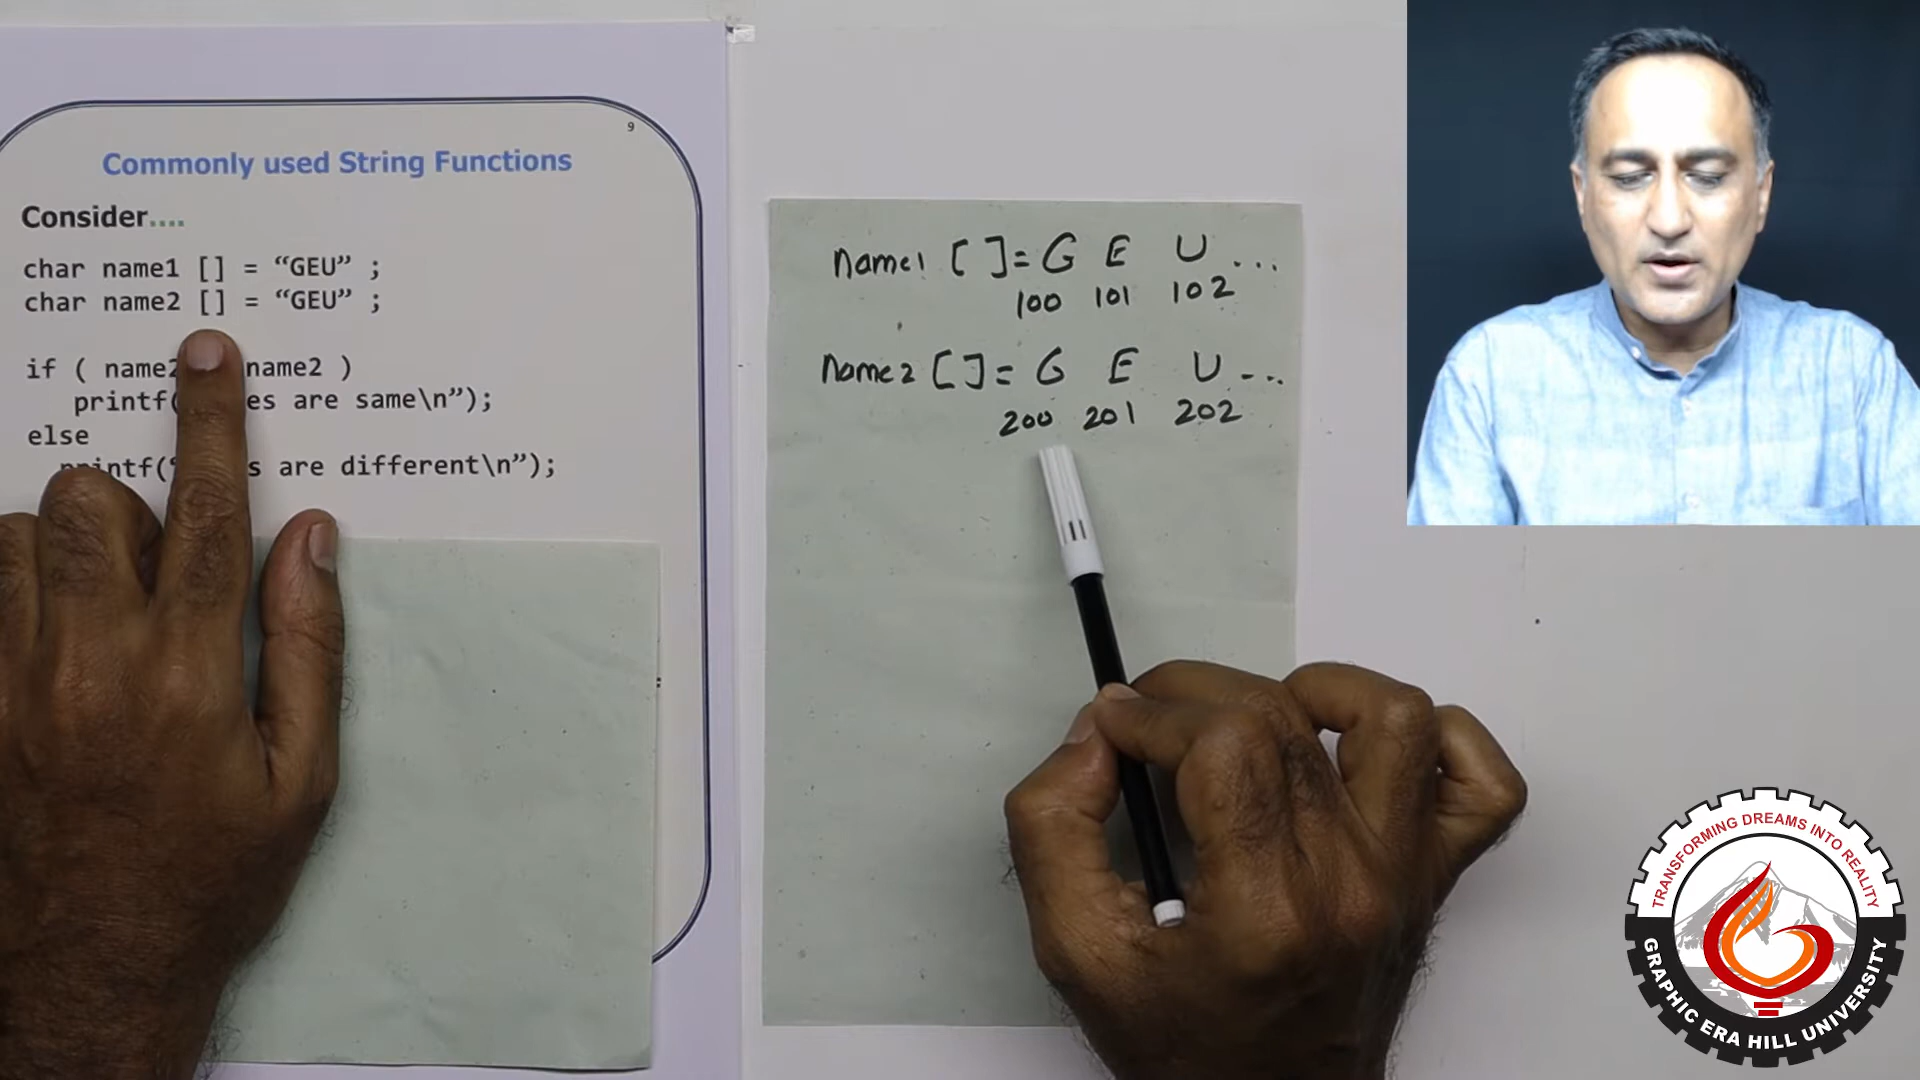 9
Commonly used String Functions
Consider....
char name1 [] = “GEU” ;
char name2 [] = “GEU” ;
if ( name2 name2 )
printf( es are same\n”);
else
printf(“ s are different\n”);
name1 [ ] = G E U ...
100 101 102
Name2 [ ] = G E U ...
200 201 202
TRANSFORMING DREAMS INTO REALITY
GRAPHIC ERA HILL UNIVERSITY